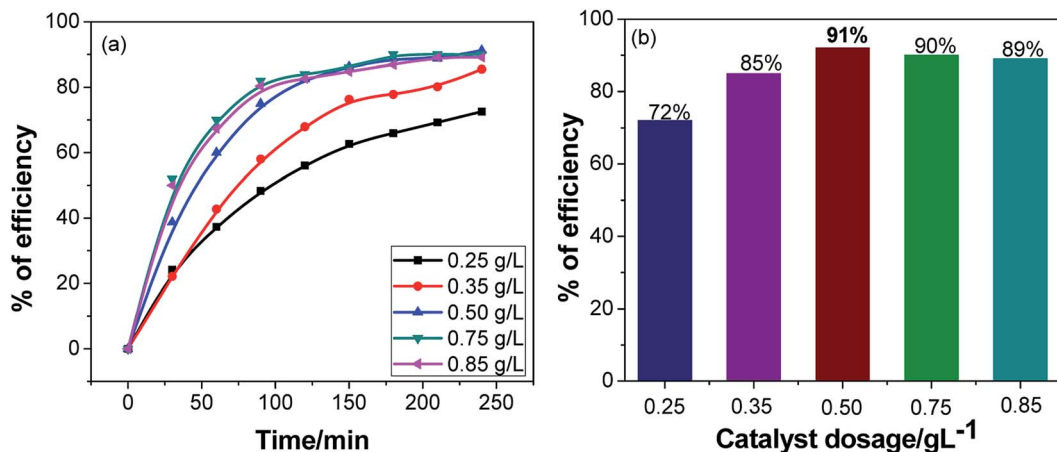 (a)
% of efficiency
100
80
60
40
20
0
0 50 100 150 200 250
Time/min
0.25 g/L
0.35 g/L
0.50 g/L
0.75 g/L
0.85 g/L
(b)
% of efficiency
100
80
60
40
20
0
72%
85%
91%
90%
89%
0.25 0.35 0.50 0.75 0.85
Catalyst dosage/gL-1